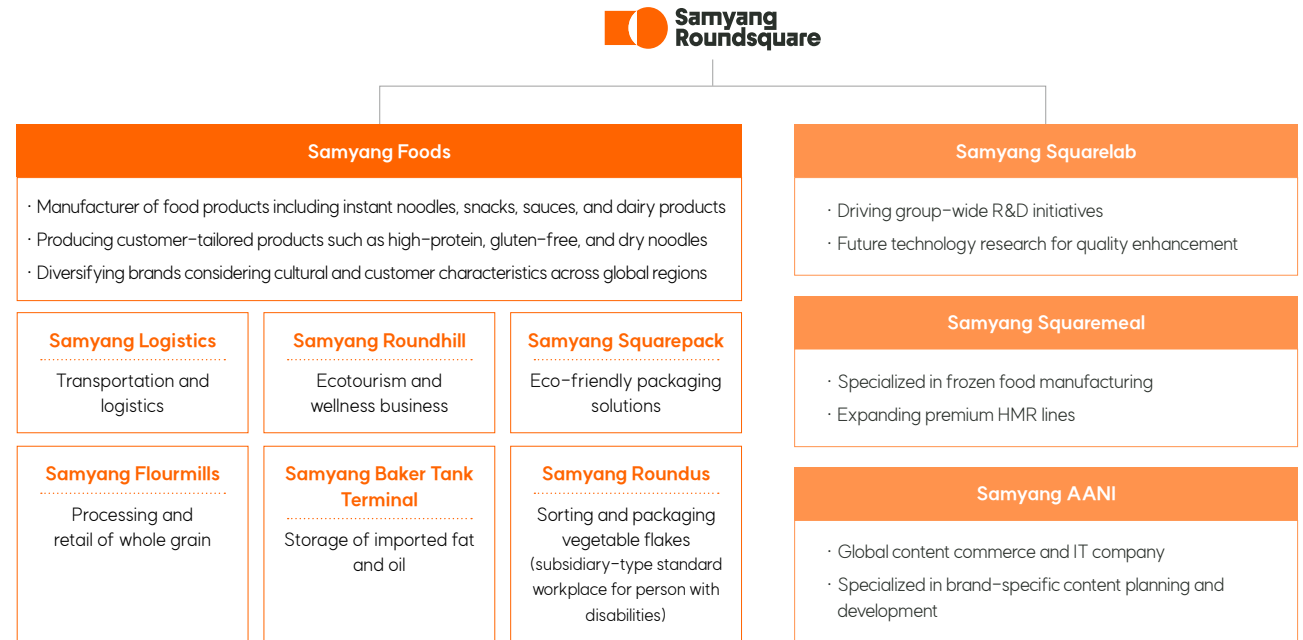 Samyang
Roundsquare
Samyang Foods
· Manufacturer of food products including instant noodles, snacks, sauces, and dairy products
· Producing customer-tailored products such as high-protein, gluten-free, and dry noodles
· Diversifying brands considering cultural and customer characteristics across global regions
Samyang Logistics
Transportation and
logistics
Samyang Roundhill
Ecotourism and
wellness business
Samyang Squarepack
Eco-friendly packaging
solutions
Samyang Flourmills
Processing and
retail of whole grain
Samyang Baker Tank
Terminal
Storage of imported fat
and oil
Samyang Roundus
Sorting and packaging
vegetable flakes
(subsidiary-type standard
workplace for person with
disabilities)
Samyang Squarelab
· Driving group-wide R&D initiatives
· Future technology research for quality enhancement
Samyang Squaremeal
· Specialized in frozen food manufacturing
· Expanding premium HMR lines
Samyang AANI
· Global content commerce and IT company
· Specialized in brand-specific content planning and
development